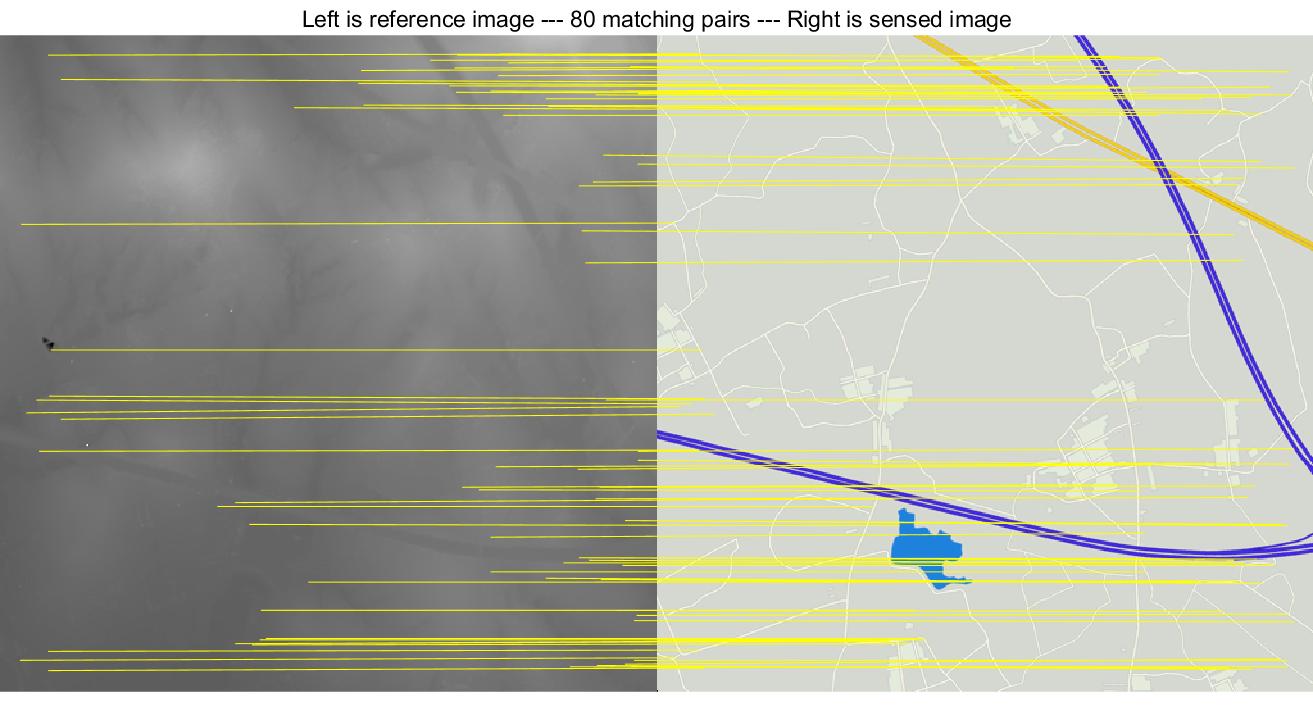 Left is reference image --- 80 matching pairs --- Right is sensed image